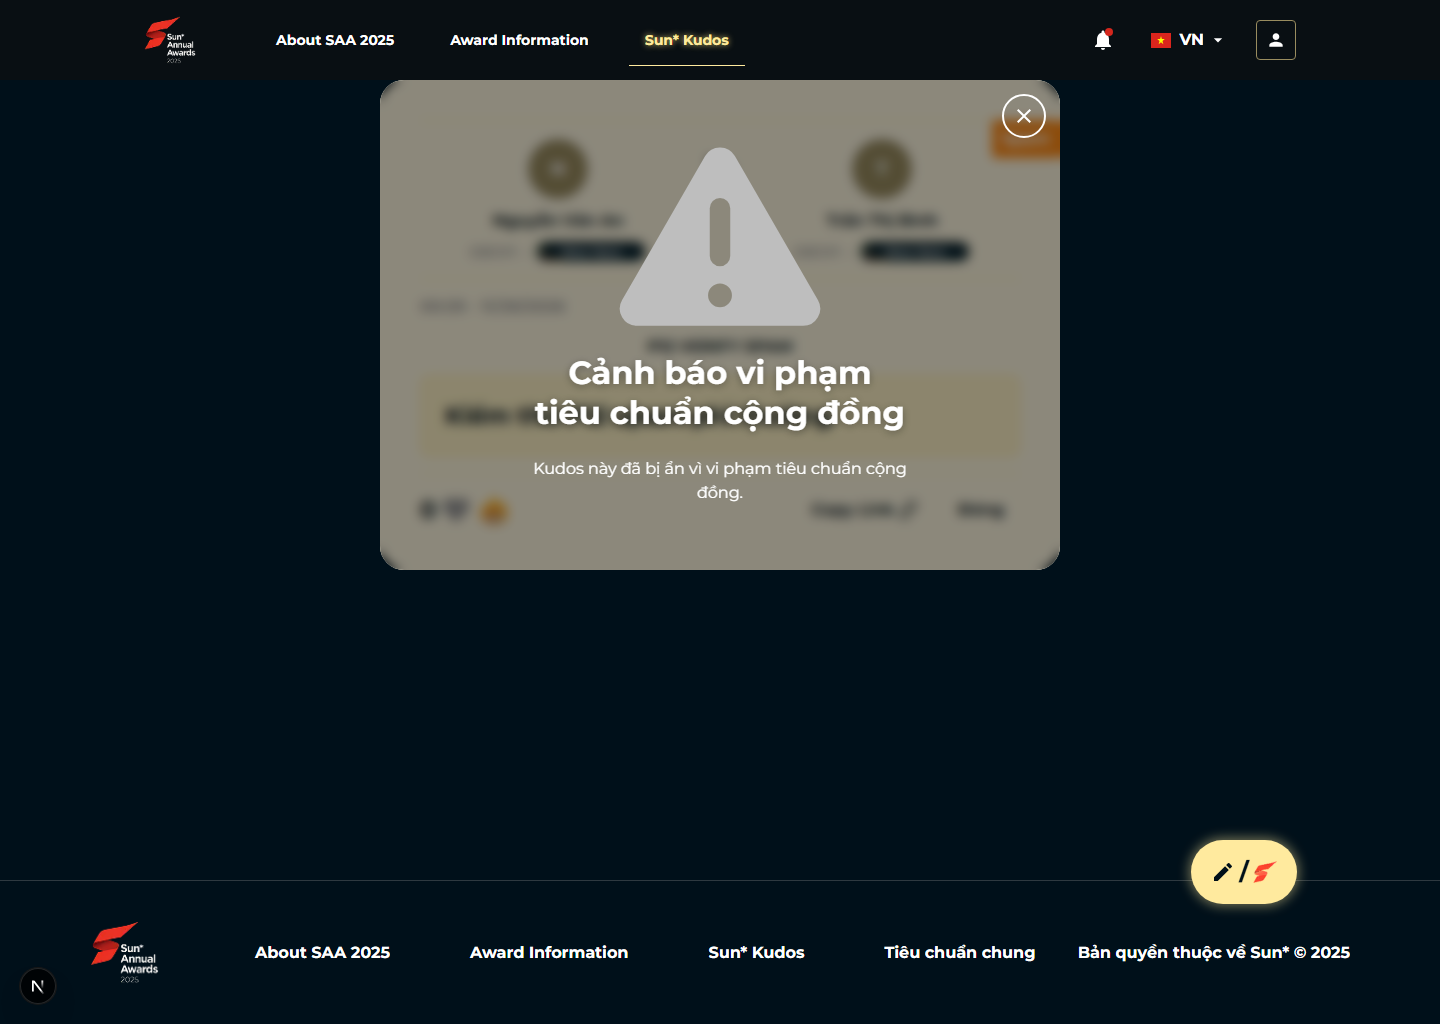 Sun*
Annual
Awards
2025
About SAA 2025
Award Information
Sun* Kudos
VN
Cảnh báo vi phạm
tiêu chuẩn cộng đồng
Kudos này đã bị ẩn vì vi phạm tiêu chuẩn cộng
đồng.
Sun*
Annual
Awards
2025
About SAA 2025
Award Information
Sun* Kudos
Tiêu chuẩn chung
Bản quyền thuộc về Sun* © 2025